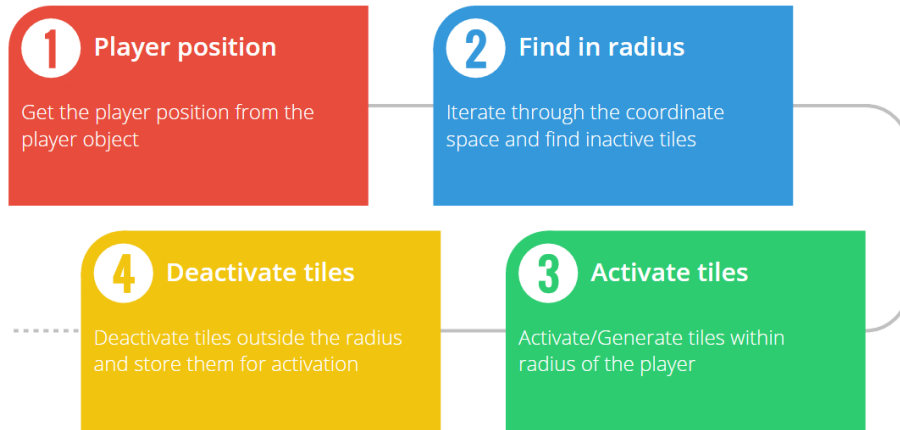 1 Player position
Get the player position from the
player object
2 Find in radius
Iterate through the coordinate
space and find inactive tiles
3 Activate tiles
Activate/Generate tiles within
radius of the player
4 Deactivate tiles
Deactivate tiles outside the radius
and store them for activation